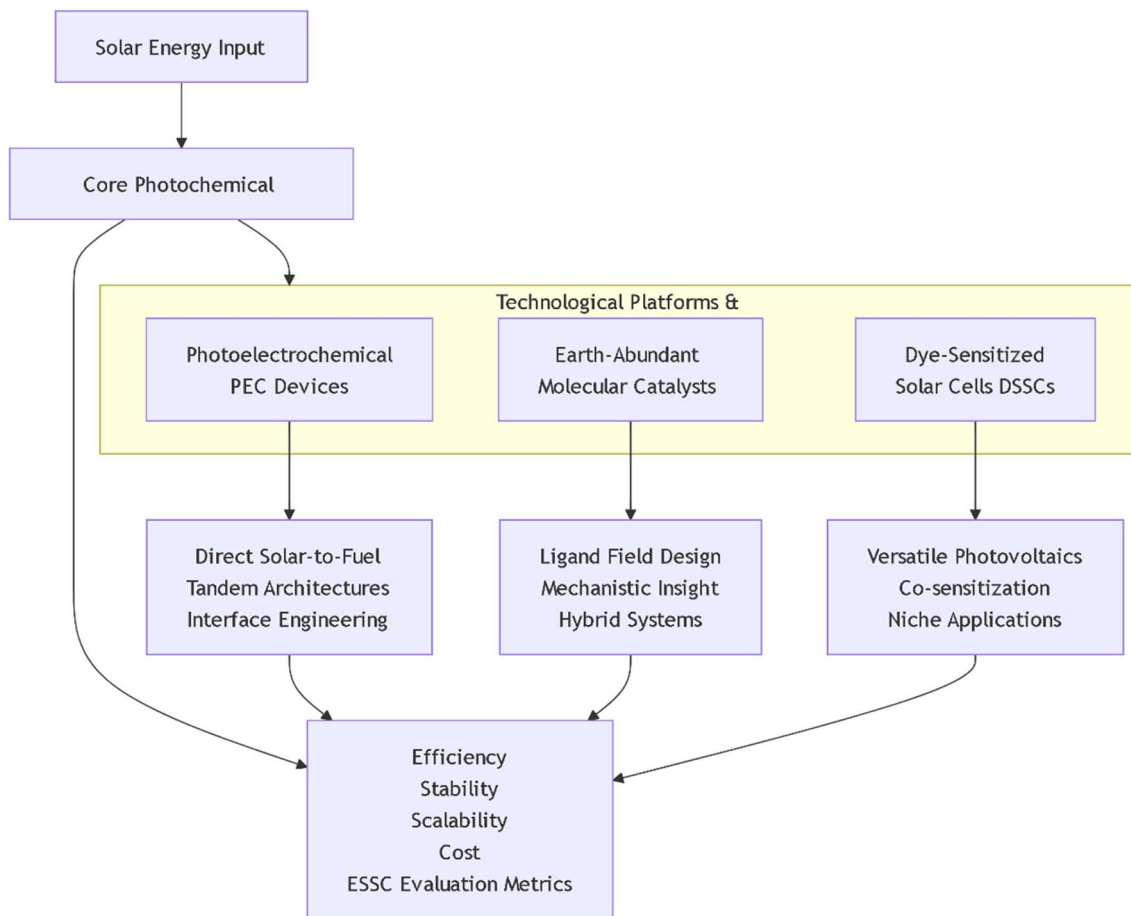 Solar Energy Input
Core Photochemical
Technological Platforms &
Photoelectrochemical
PEC Devices
Earth-Abundant
Molecular Catalysts
Dye-Sensitized
Solar Cells DSSCs
Direct Solar-to-Fuel
Tandem Architectures
Interface Engineering
Ligand Field Design
Mechanistic Insight
Hybrid Systems
Versatile Photovoltaics
Co-sensitization
Niche Applications
Efficiency
Stability
Scalability
Cost
ESSC Evaluation Metrics